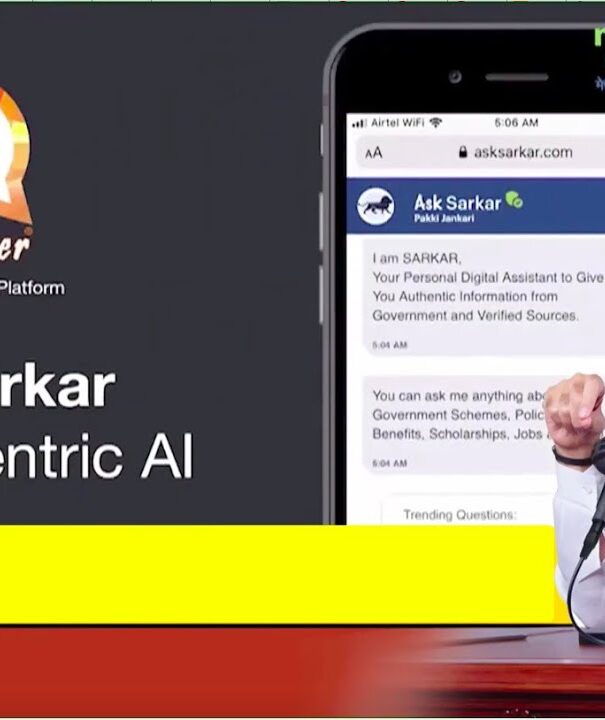 er
Platform
arkar
entric AI
Airtel WiFi
5:06 AM
AA
asksarkar.com
Ask Sarkar
Pakki Jankari
I am SARKAR,
Your Personal Digital Assistant to Give
You Authentic Information from
Government and Verified Sources.
5:04 AM
You can ask me anything abo
Government Schemes, Polic
Benefits, Scholarships, Jobs
5:04 AM
Trending Questions: